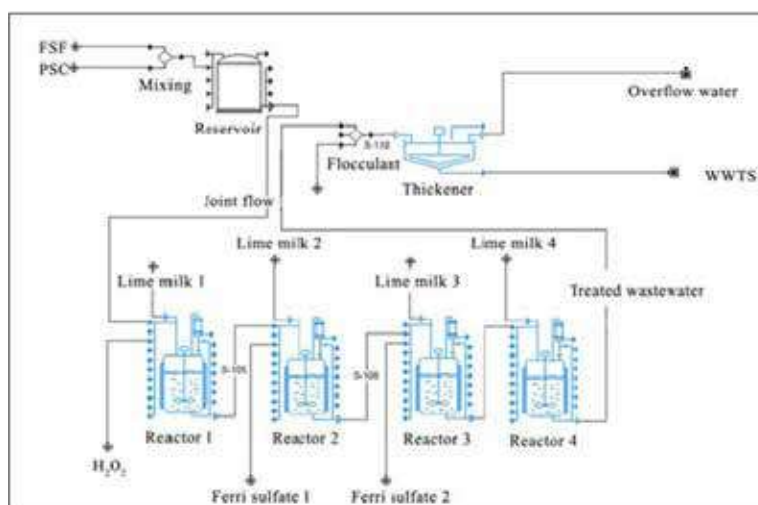 FSF
PSC
Mixing
Reservoir
Overflow water
S-110
Flocculast
Thickener
WWTS
Joint flow
Lime milk 2
Lime milk 4
Lime milk 1
Lime milk 3
Treated wastewater
S-105
S-106
Reactor 1
Reactor 2
Reactor 3
Reactor 4
H₂O₂
Ferri sulfate 1
Ferri sulfate 2